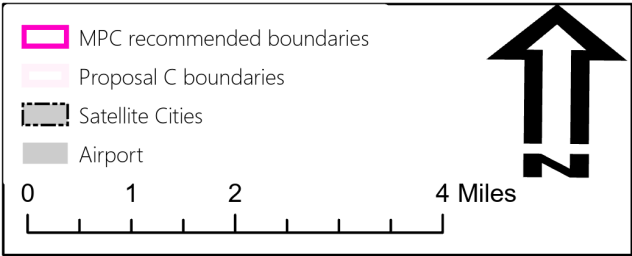 MPC recommended boundaries
Proposal C boundaries
Satellite Cities
Airport
0 1 2 4 Miles
N